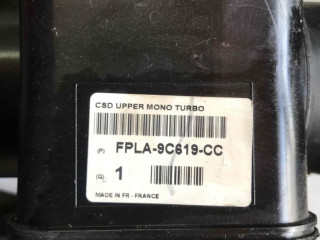 CSD UPPER MONO TURBO
(P) FPLA-9C619-CC
(Q) 1
MADE IN FR - FRANCE